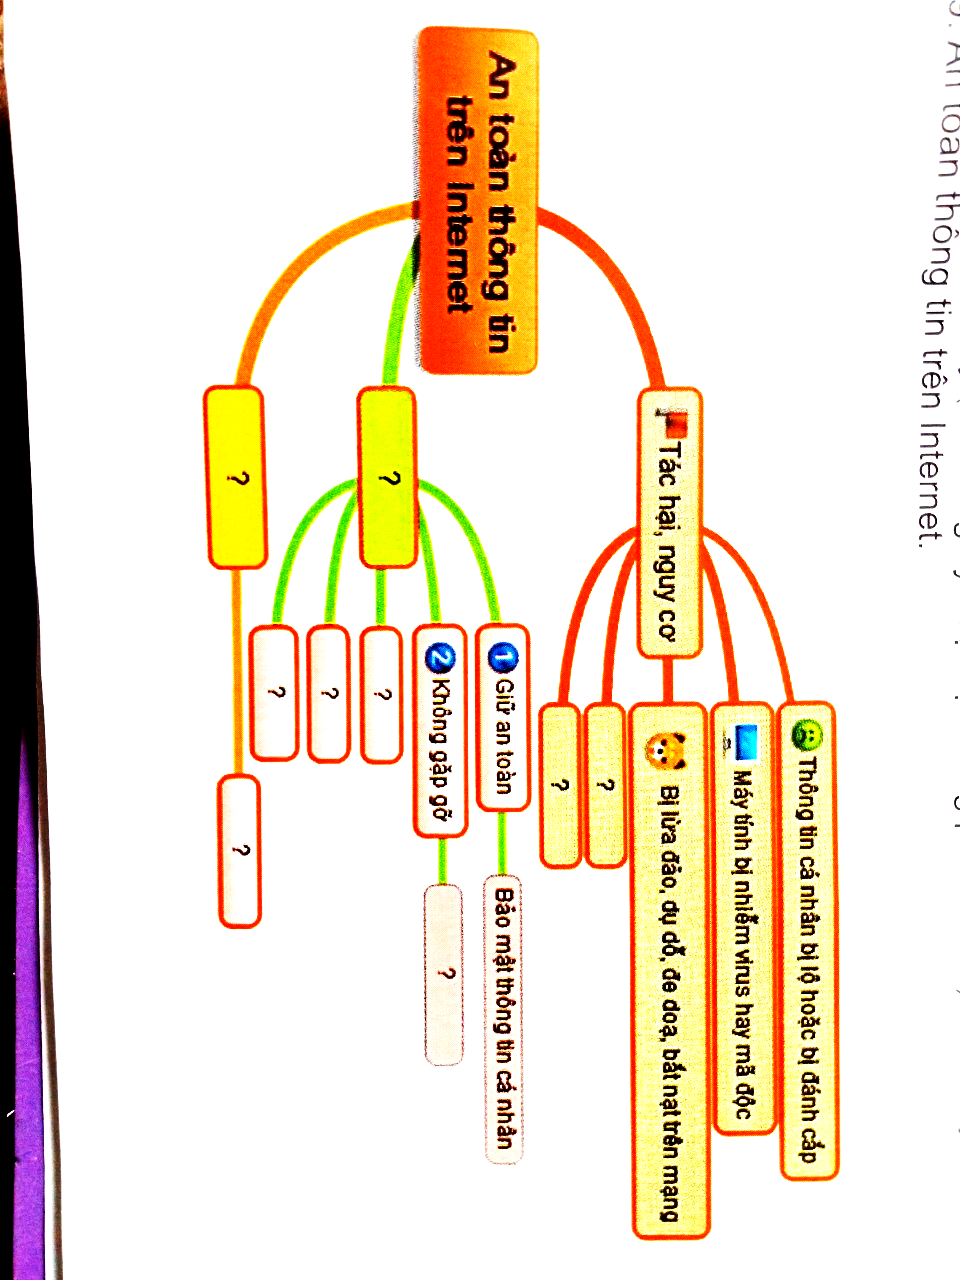 9. An toàn thông tin trên Internet.
An toàn thông tin
trên Internet
Tác hại, nguy cơ
Thông tin cá nhân bị lộ hoặc bị đánh cắp
Máy tính bị nhiễm virus hay mã độc
Bị lừa đảo, dụ dỗ, đe doạ, bắt nạt trên mạng
?
?
?
1 Giữ an toàn
Bảo mật thông tin cá nhân
2 Không gặp gỡ
?
?
?
?
?
?